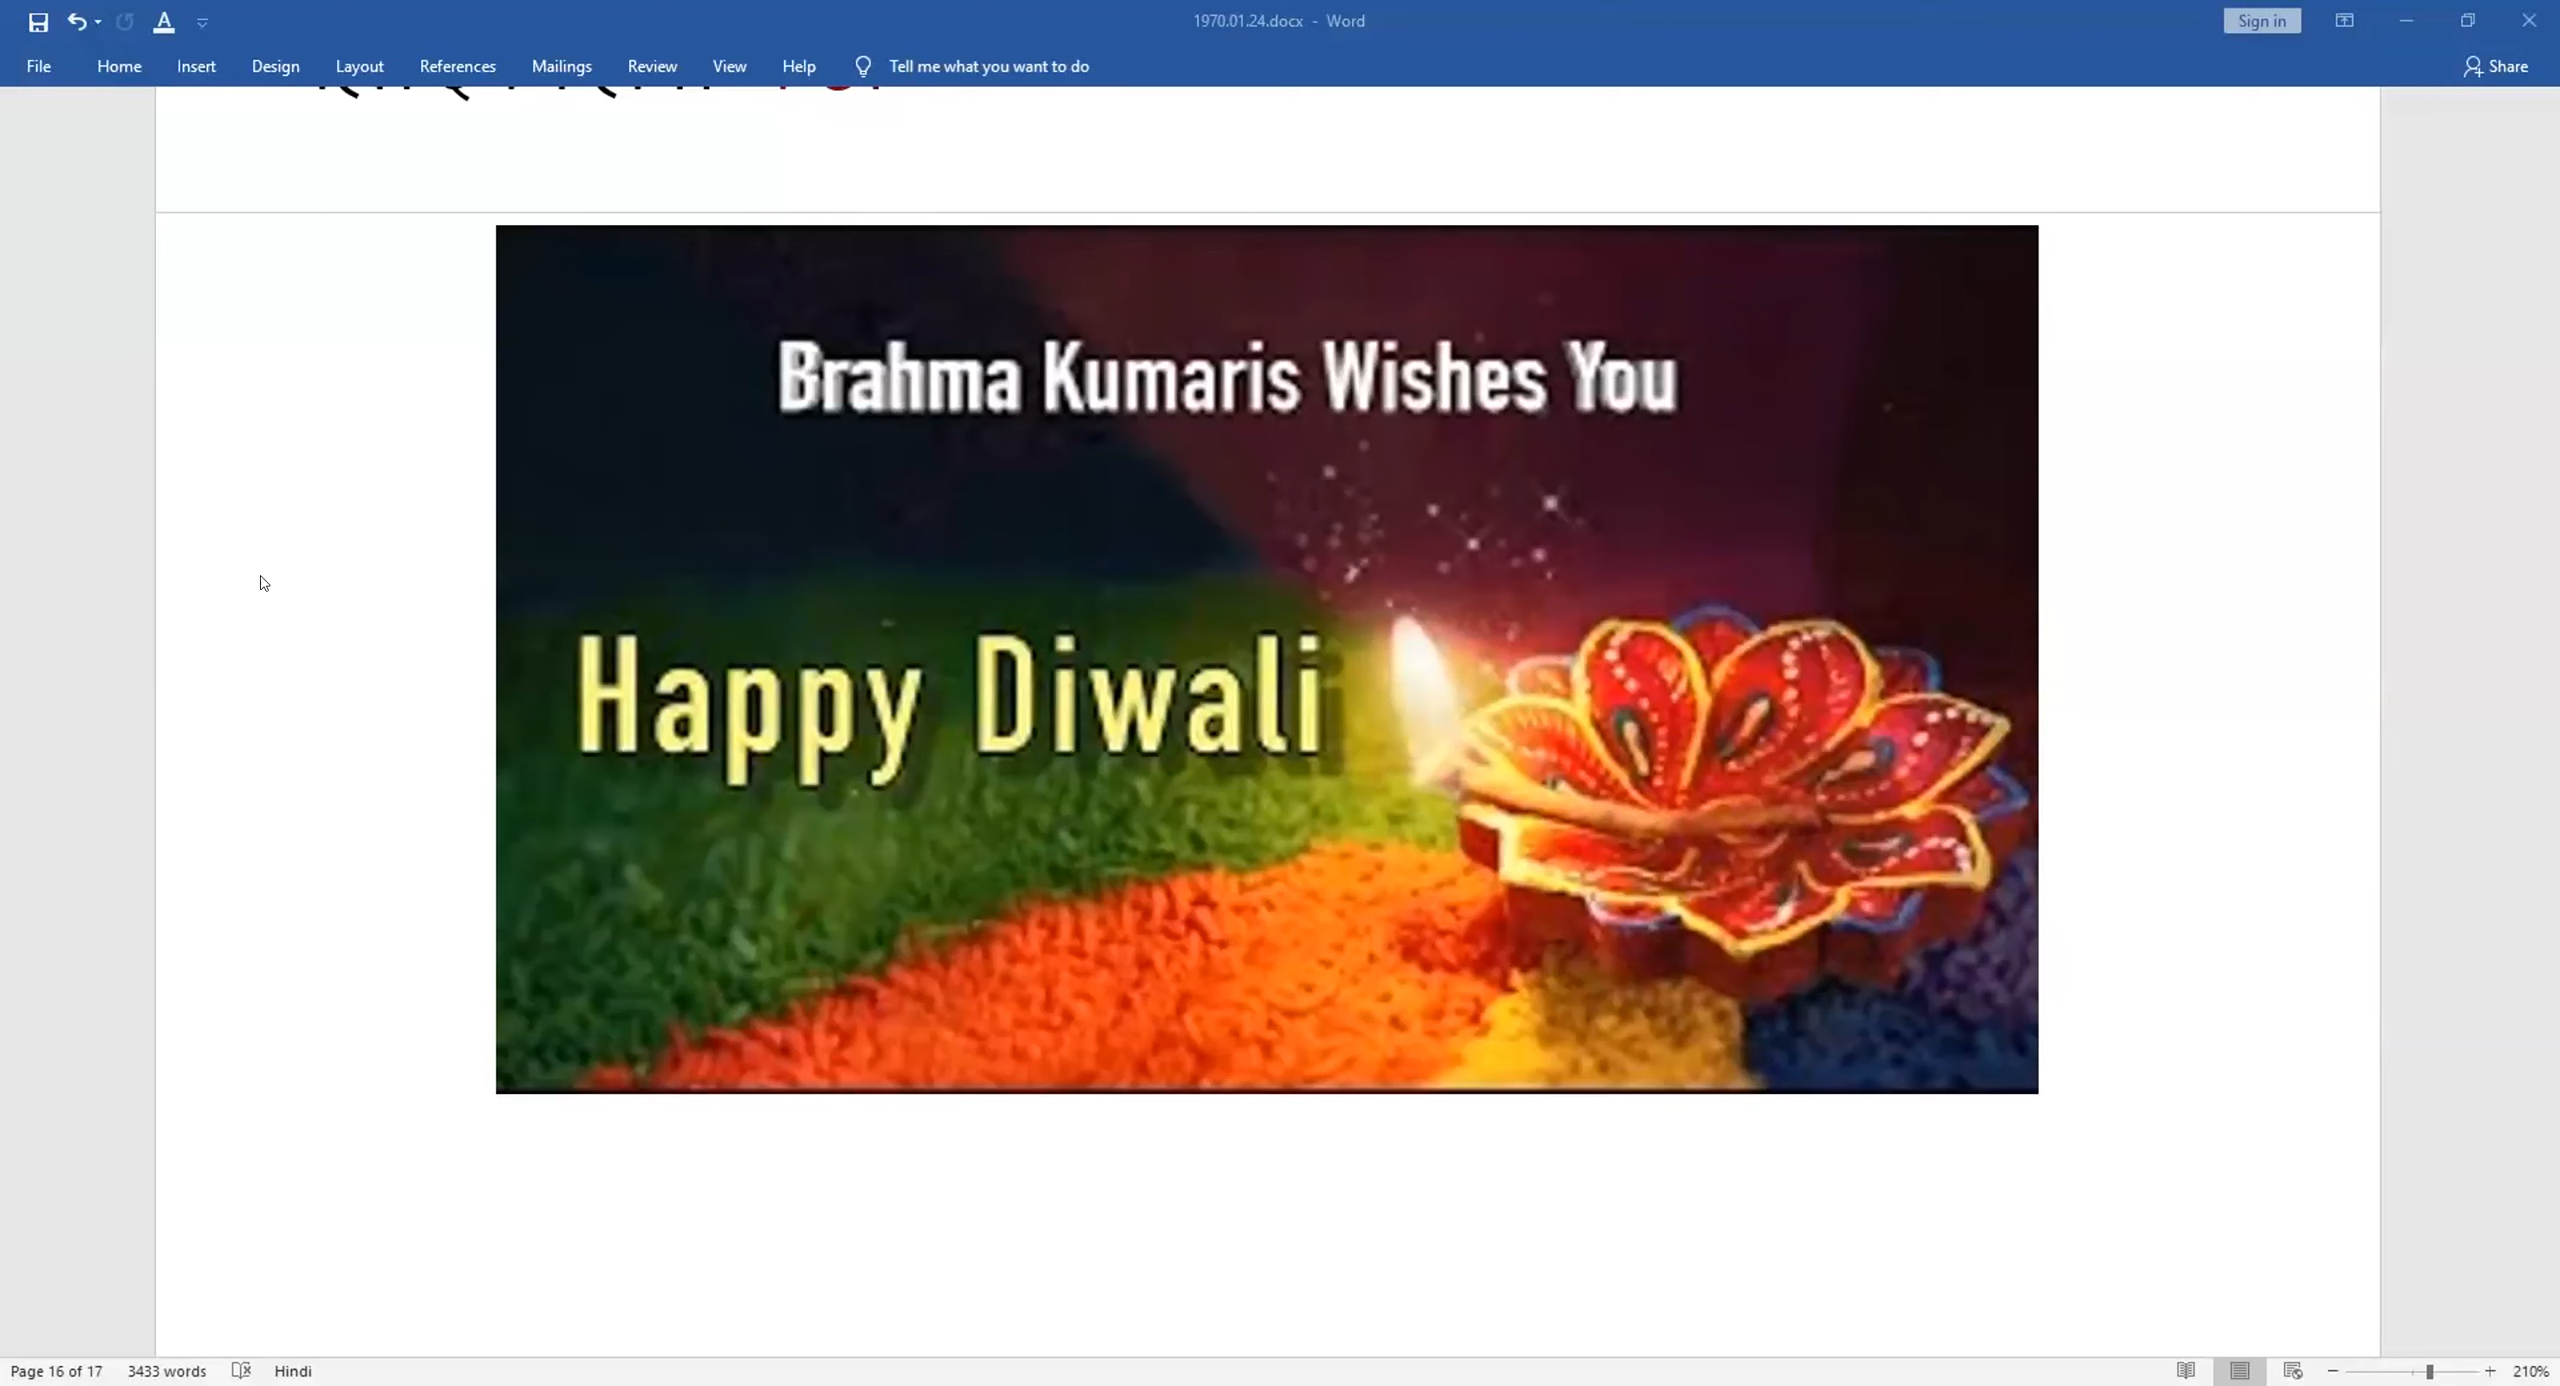 1970.01.24.docx - Word
Sign in
File Home Insert Design Layout References Mailings Review View Help Tell me what you want to do Share
Brahma Kumaris Wishes You
Happy Diwali
Page 16 of 17 3433 words Hindi 210%